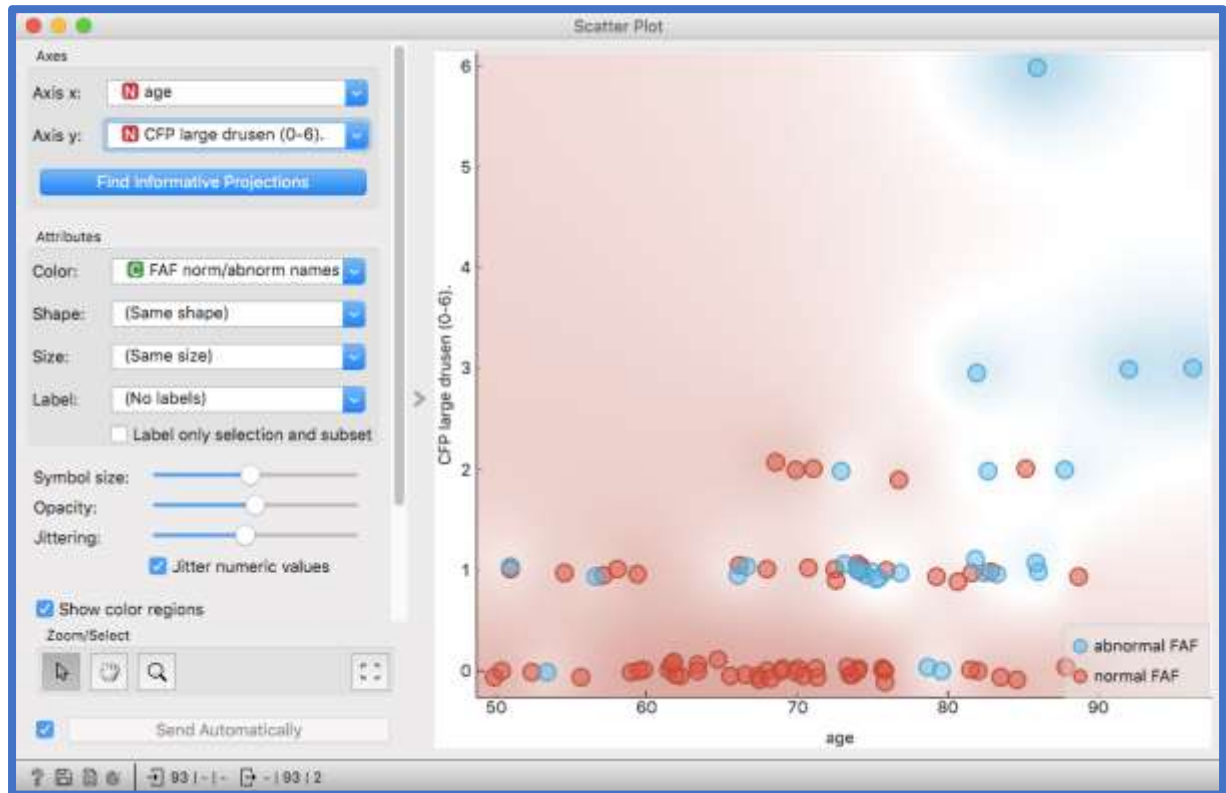 Scatter Plot
Axes
Axis x: N age
Axis y: N CFP large drusen (0-6).
Find Informative Projections
Attributes
Color: C FAF norm/abnorm names
Shape: (Same shape)
Size: (Same size)
Label: (No labels)
Label only selection and subset
Symbol size:
Opacity:
Jittering:
Jitter numeric values
Show color regions
Zoom/Select
Send Automatically
? 93 | - | - - | 93 | 2
CFP large drusen (0-6).
6
5
4
3
2
1
0
50 60 70 80 90
age
abnormal FAF
normal FAF